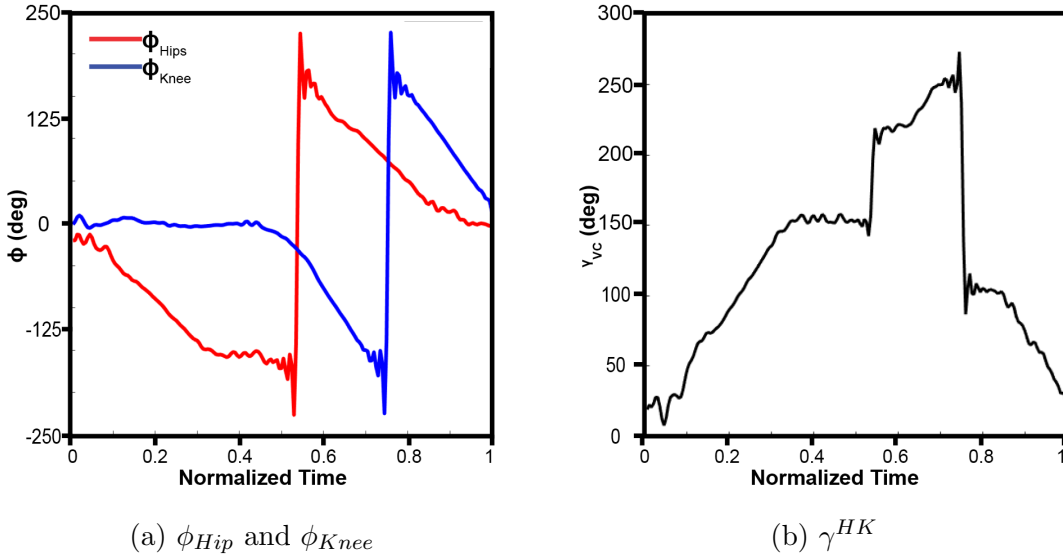 250
125
0
-125
-250
ϕ (deg)
ϕHips
ϕKnee
0 0.2 0.4 0.6 0.8 1
Normalized Time
(a) ϕHip and ϕKnee
300
250
200
150
100
50
0
γvc (deg)
0 0.2 0.4 0.6 0.8 1
Normalized Time
(b) γHK